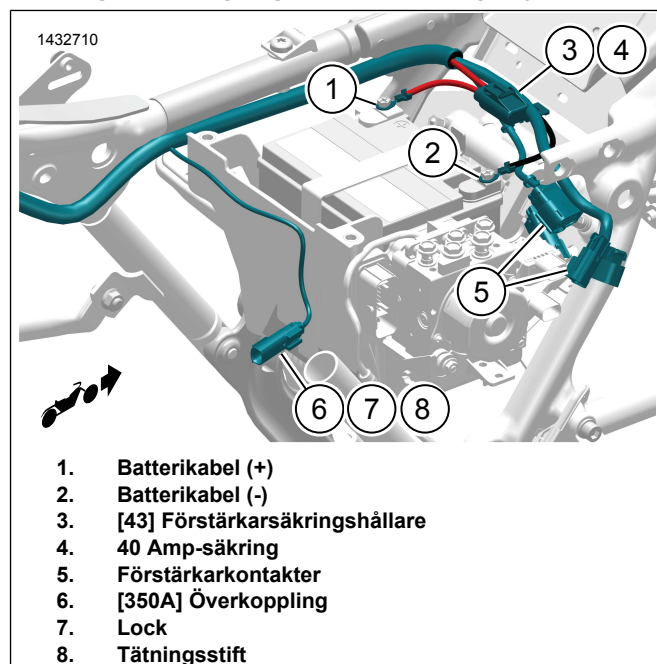 1432710
1
2
3 4
5
6 7 8
1. Batterikabel (+)
2. Batterikabel (-)
3. [43] Förstärkarsäkringshållare
4. 40 Amp-säkring
5. Förstärkarkontakter
6. [350A] Överkoppling
7. Lock
8. Tätningsstift